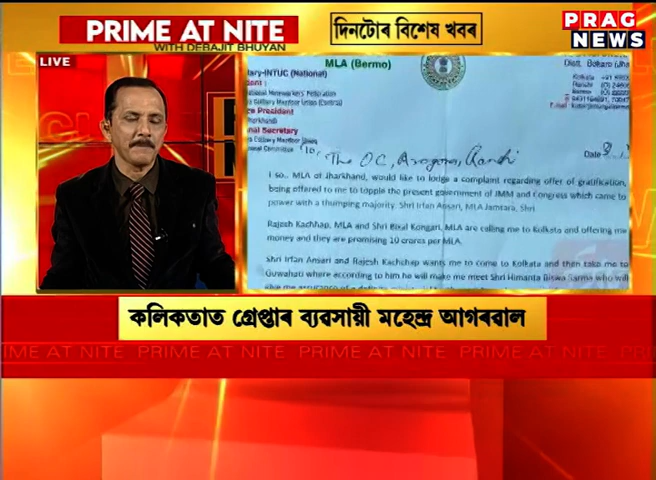 PRIME AT NITE
WITH DEBAJIT BHUYAN
দিনটোৰ বিশেষ খবৰ
PRAG
NEWS
LIVE
MLA (Bermo)
(National)
Vice President
Secretary
To,
The O.C,
Date
I so.. MLA of Jharkhand, would like to lodge a complaint regarding offer of gratification,
being offered to me to topple the present government of JMM and Congress which came to
power with a thumping majority. Shri Irfan Ansari, MLA Jamtara, Shri
Rajesh Kachhap, MLA and Shri Bixal Kongari, MLA are calling me to Kolkata and offering me
money and they are promising 10 crores per MLA.
Shri Irfan Ansari and Rajesh Kachchap wants me to come to Kolkata and then take me to
Guwahati where according to him he will make me meet Shri Himanta Biswa Sarma who will
কলিকতাত গ্ৰেপ্তাৰ ব্যৱসায়ী মহেন্দ্ৰ আগৰৱাল
ME AT NITE PRIME AT NITE PRIME AT NITE PRIME AT NITE PR